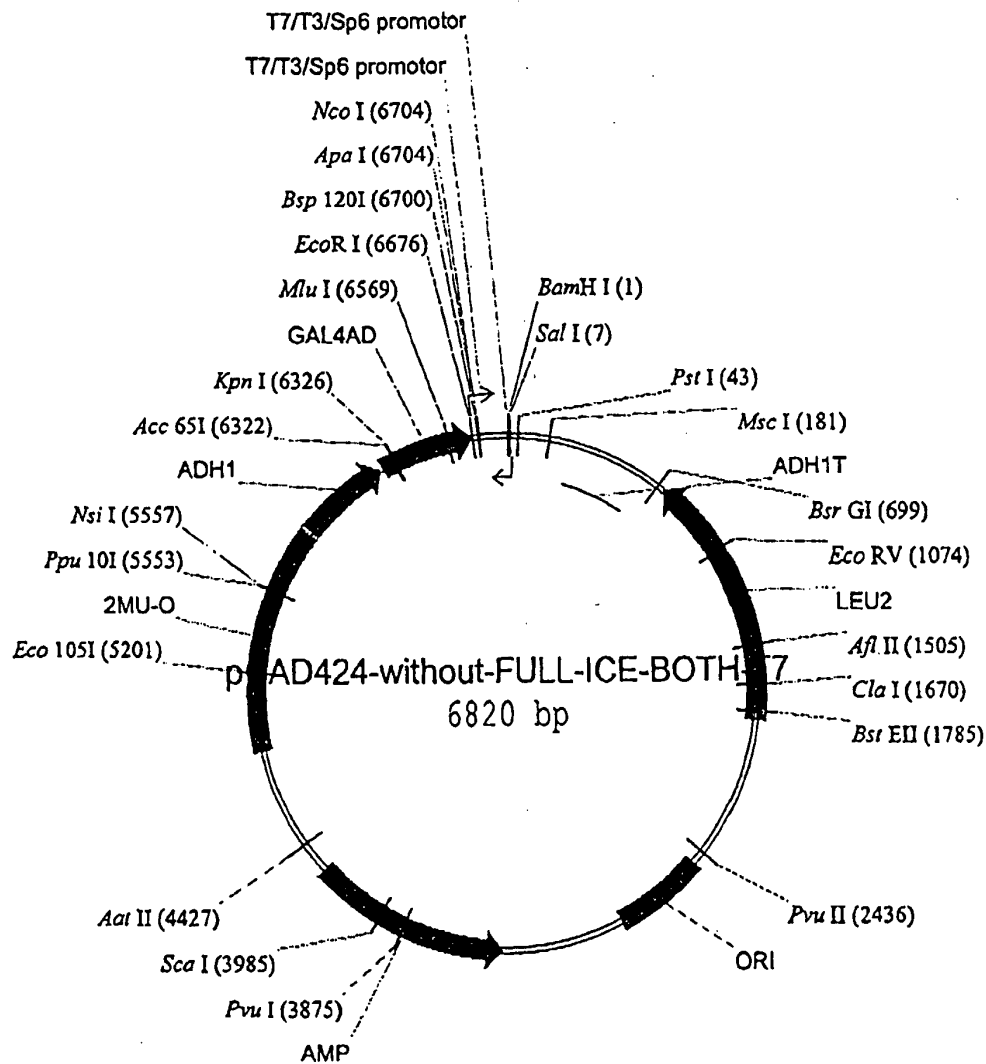 T7/T3/Sp6 promotor
T7/T3/Sp6 promotor
Nco I (6704)
Apa I (6704)
Bsp 120I (6700)
EcoR I (6676)
Mlu I (6569)
GAL4AD
Kpn I (6326)
Acc 65I (6322)
ADH1
Nsi I (5557)
Ppu 10I (5553)
2MU-O
Eco 105I (5201)
BamH I (1)
Sal I (7)
Pst I (43)
Msc I (181)
ADH1T
Bsr GI (699)
Eco RV (1074)
LEU2
Afl II (1505)
Cla I (1670)
Bst EII (1785)
AD424-without-FULL-ICE-BOTH
6820 bp
Aat II (4427)
Sca I (3985)
Pvu I (3875)
AMP
Pvu II (2436)
ORI